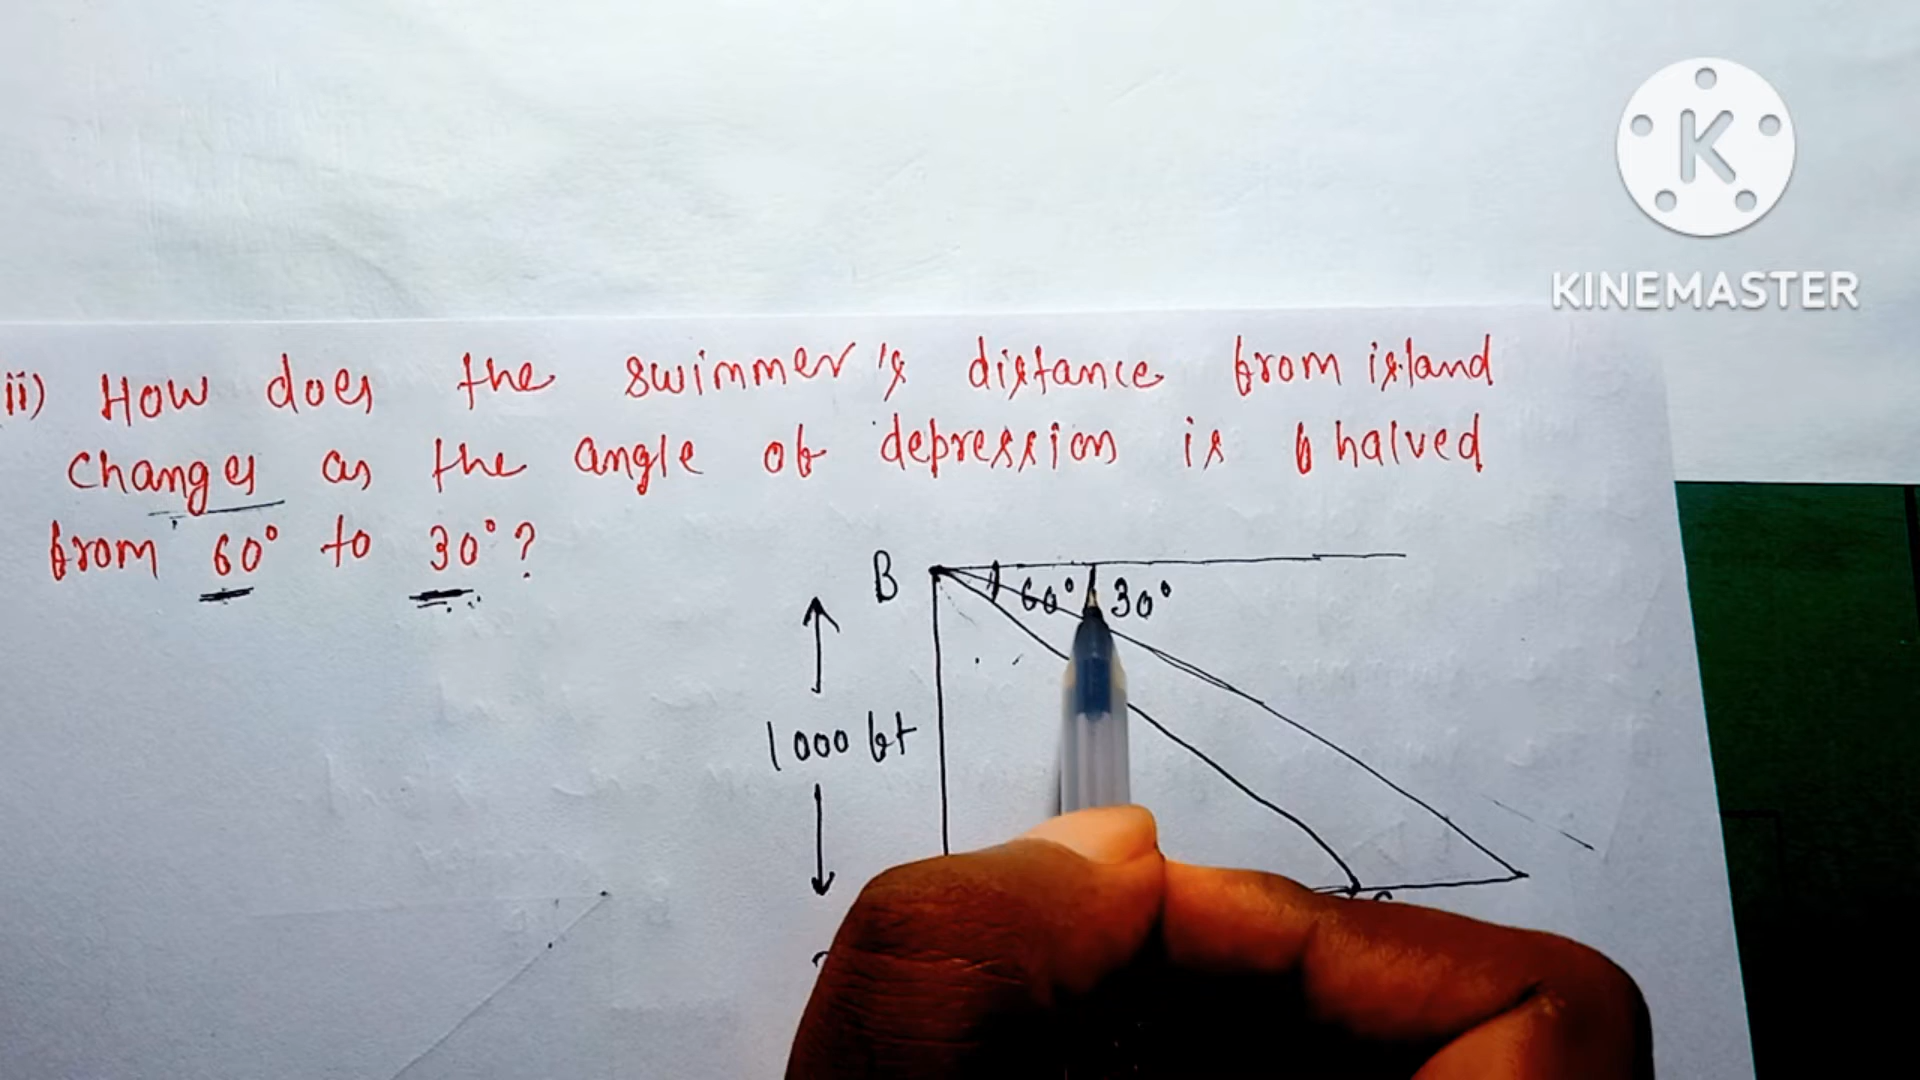 KINEMASTER
ii) How does the swimmer's distance from island
changes as the angle of depression is halved
from 60° to 30°?
B
60° 30°
1000 ft